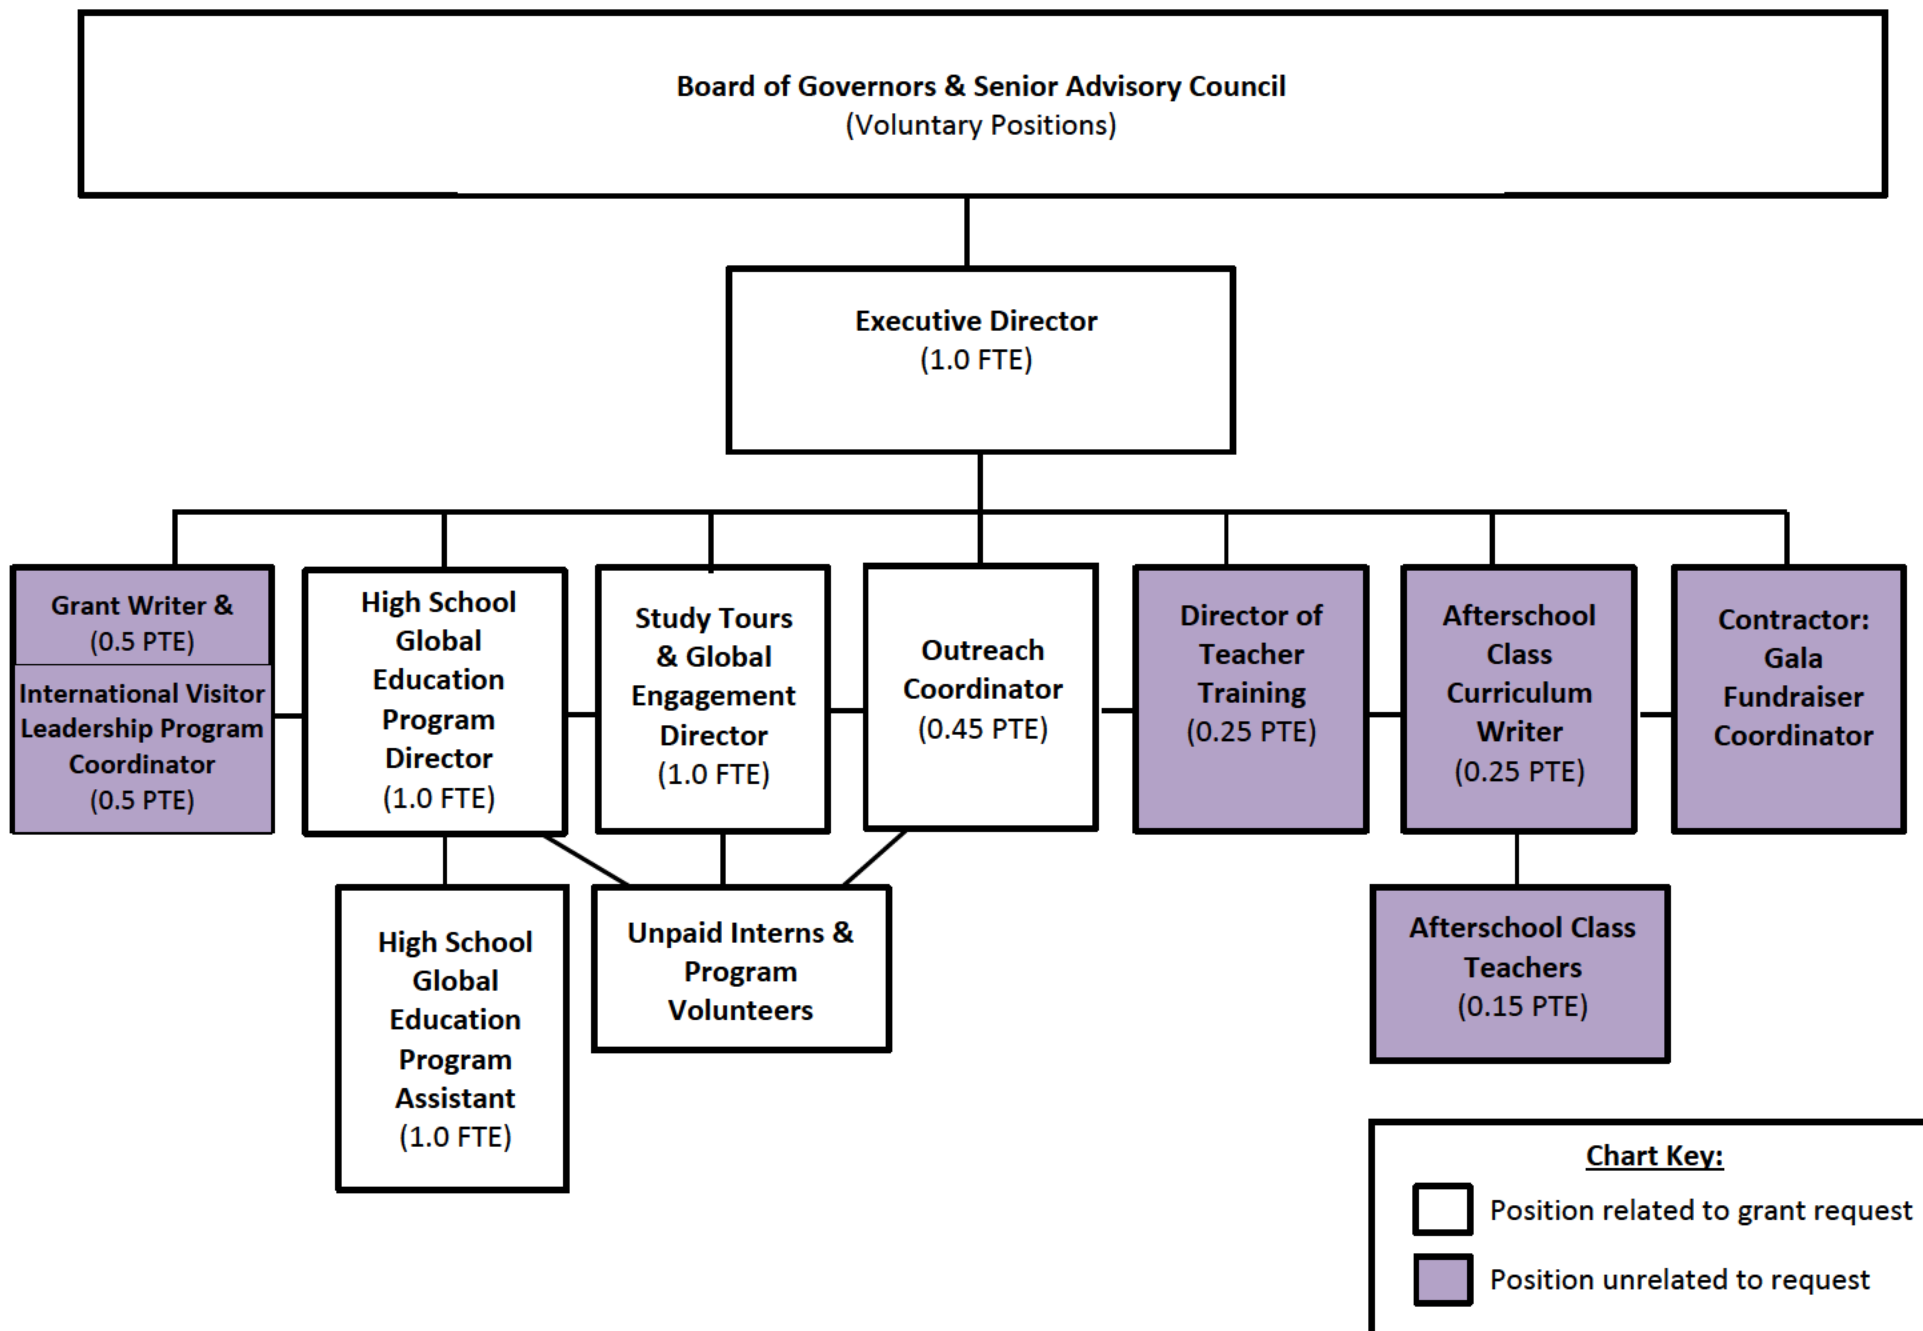 Board of Governors & Senior Advisory Council
(Voluntary Positions)
Executive Director
(1.0 FTE)
Grant Writer &
(0.5 PTE)
International Visitor
Leadership Program
Coordinator
(0.5 PTE)
High School
Global
Education
Program
Director
(1.0 FTE)
Study Tours
& Global
Engagement
Director
(1.0 FTE)
Outreach
Coordinator
(0.45 PTE)
Director of
Teacher
Training
(0.25 PTE)
Afterschool
Class
Curriculum
Writer
(0.25 PTE)
Contractor:
Gala
Fundraiser
Coordinator
High School
Global
Education
Program
Assistant
(1.0 FTE)
Unpaid Interns &
Program
Volunteers
Afterschool Class
Teachers
(0.15 PTE)
Chart Key:
Position related to grant request
Position unrelated to request